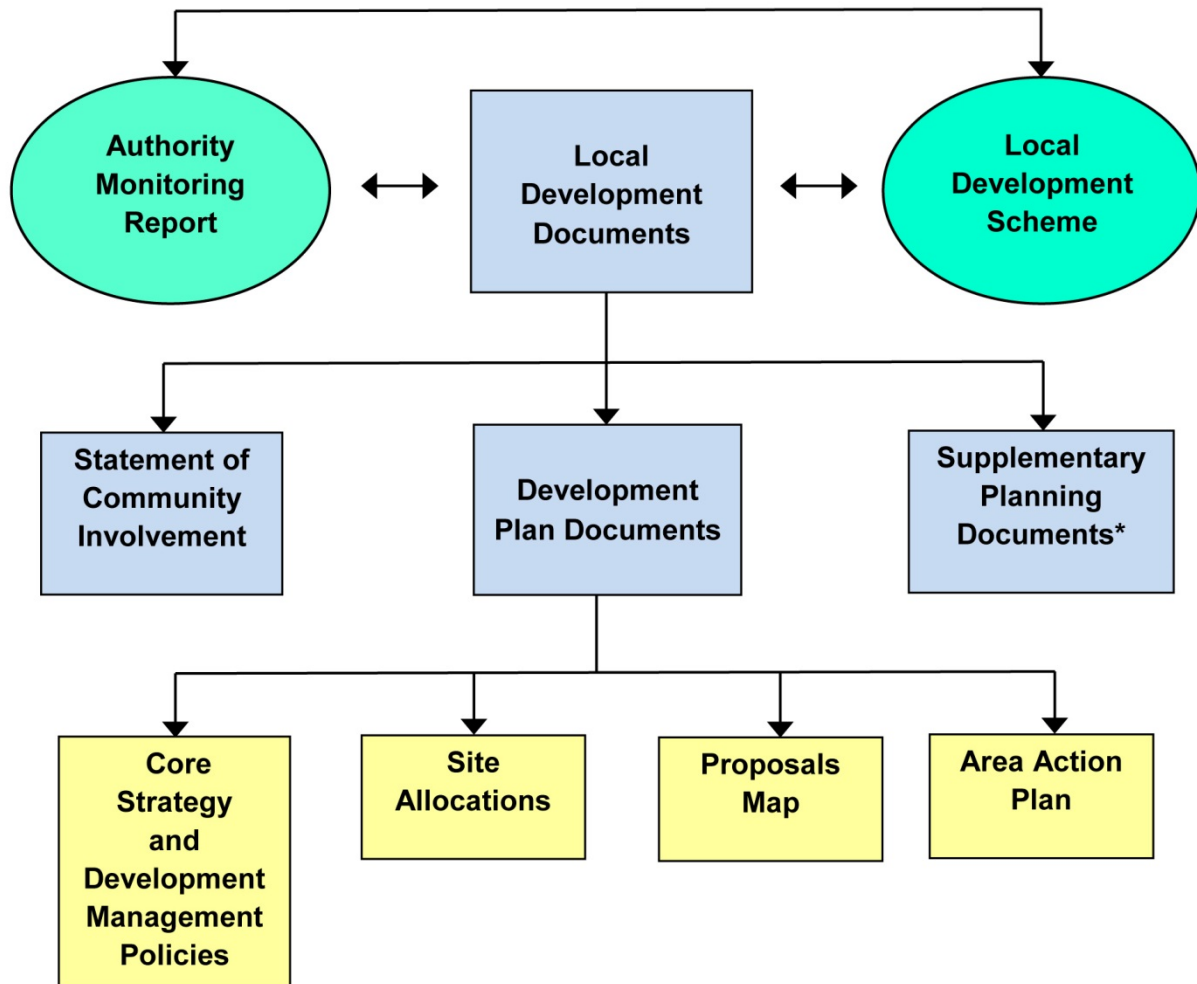 Authority
Monitoring
Report
Local
Development
Documents
Local
Development
Scheme
Statement of
Community
Involvement
Development
Plan Documents
Supplementary
Planning
Documents*
Core
Strategy
and
Development
Management
Policies
Site
Allocations
Proposals
Map
Area Action
Plan